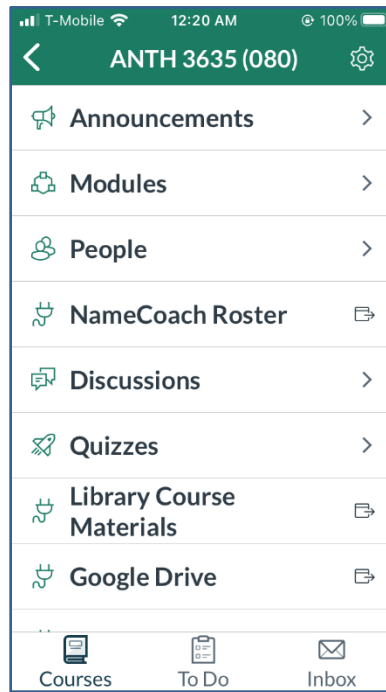 T-Mobile 12:20 AM 100%
ANTH 3635 (080)
Announcements
Modules
People
NameCoach Roster
Discussions
Quizzes
Library Course
Materials
Google Drive
Courses To Do Inbox